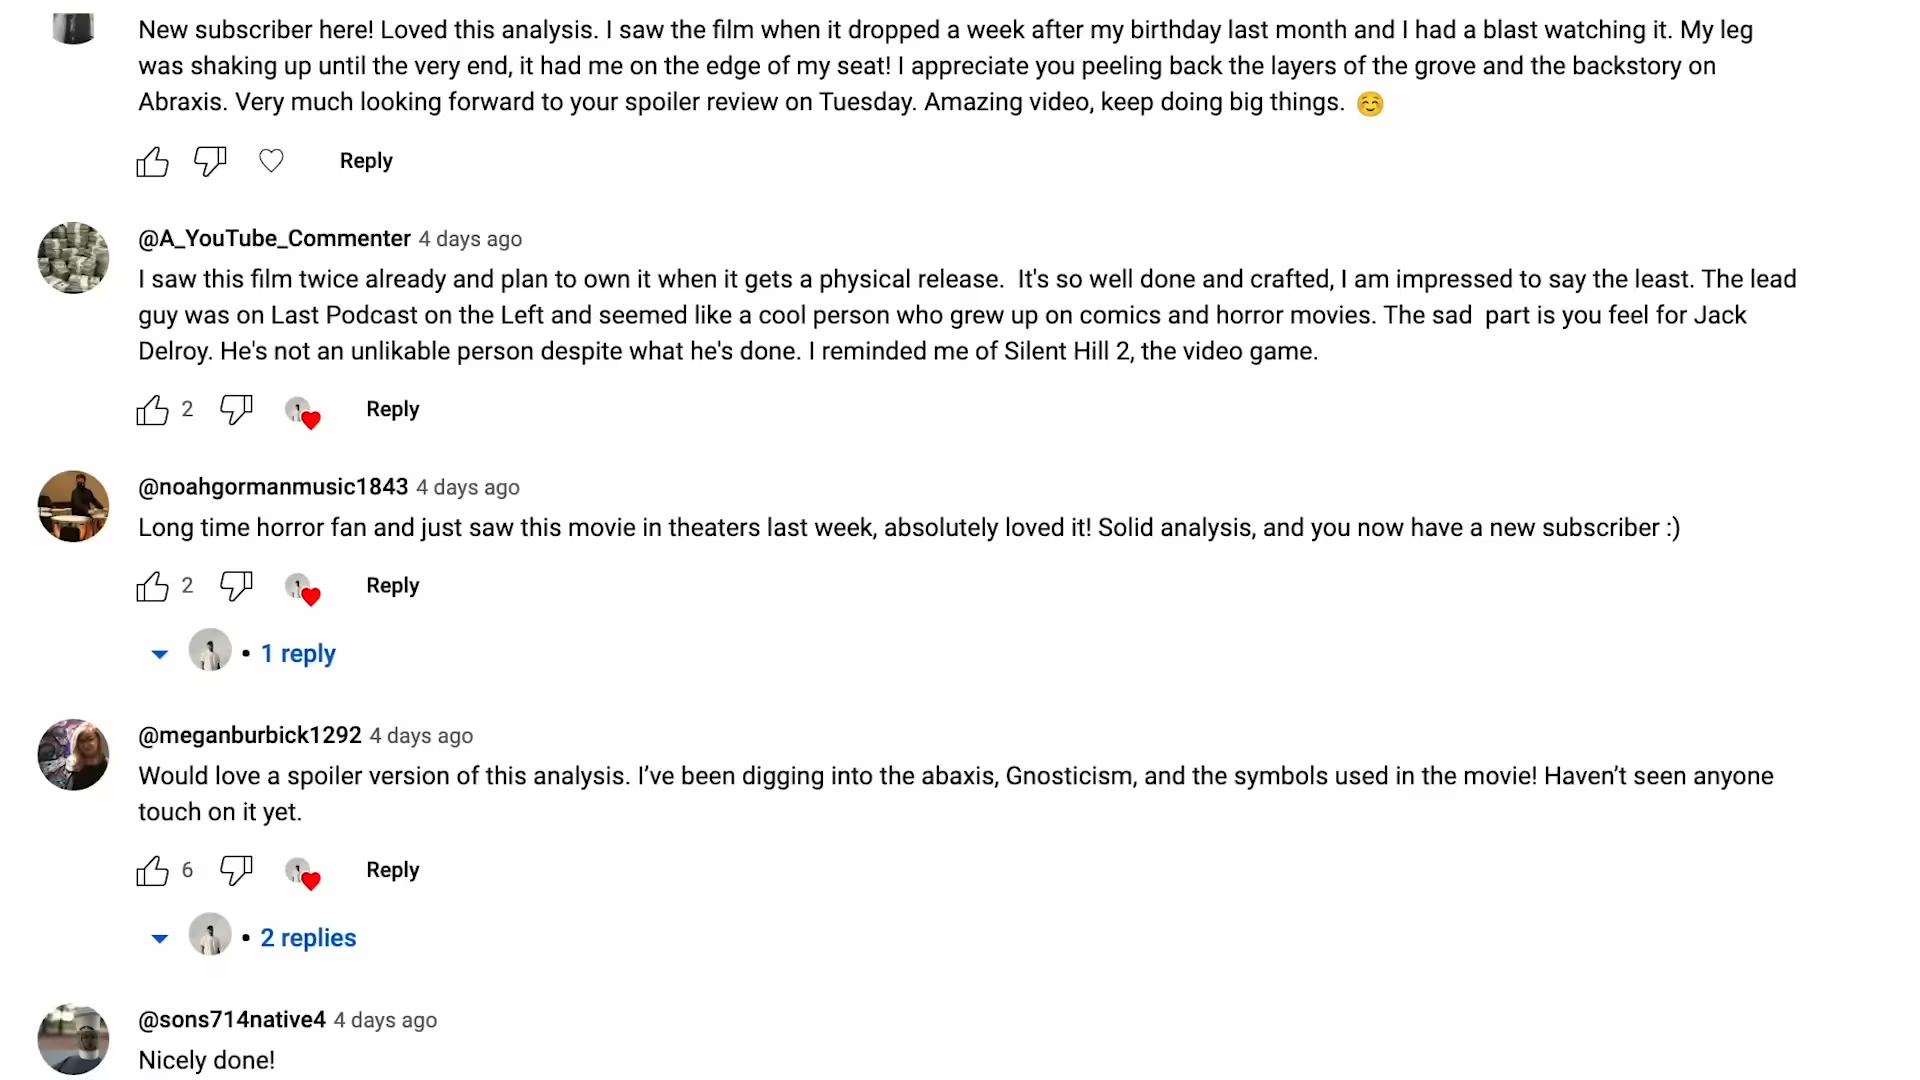 New subscriber here! Loved this analysis. I saw the film when it dropped a week after my birthday last month and I had a blast watching it. My leg
was shaking up until the very end, it had me on the edge of my seat! I appreciate you peeling back the layers of the grove and the backstory on
Abraxis. Very much looking forward to your spoiler review on Tuesday. Amazing video, keep doing big things. ☺️
Reply
@A_YouTube_Commenter 4 days ago
I saw this film twice already and plan to own it when it gets a physical release.  It's so well done and crafted, I am impressed to say the least. The lead
guy was on Last Podcast on the Left and seemed like a cool person who grew up on comics and horror movies. The sad  part is you feel for Jack
Delroy. He's not an unlikable person despite what he's done. I reminded me of Silent Hill 2, the video game.
2 Reply
@noahgormanmusic1843 4 days ago
Long time horror fan and just saw this movie in theaters last week, absolutely loved it! Solid analysis, and you now have a new subscriber :)
2 Reply
• 1 reply
@meganburbick1292 4 days ago
Would love a spoiler version of this analysis. I’ve been digging into the abaxis, Gnosticism, and the symbols used in the movie! Haven’t seen anyone
touch on it yet.
6 Reply
• 2 replies
@sons714native4 4 days ago
Nicely done!